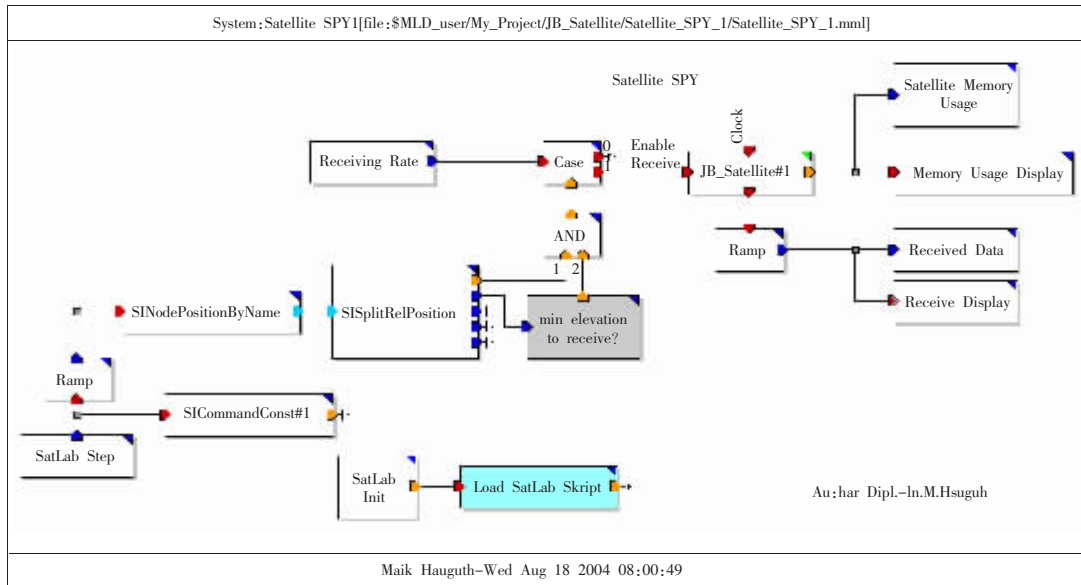 System:Satellite SPY1[file:$MLD_user/My_Project/JB_Satellite/Satellite_SPY_1/Satellite_SPY_1.mml]
Satellite SPY
Satellite Memory
Usage
Clock
Receiving Rate
Case
0
1
Enable
Receive
JB_Satellite#1
Memory Usage Display
AND
1 2
Ramp
Received Data
SINodePositionByName
SISplitRelPosition
min elevation
to receive?
Receive Display
Ramp
SICommandConst#1
SatLab Step
SatLab
Init
Load SatLab Skript
Au:har Dipl.-ln.M.Hsuguh
Maik Hauguth-Wed Aug 18 2004 08:00:49